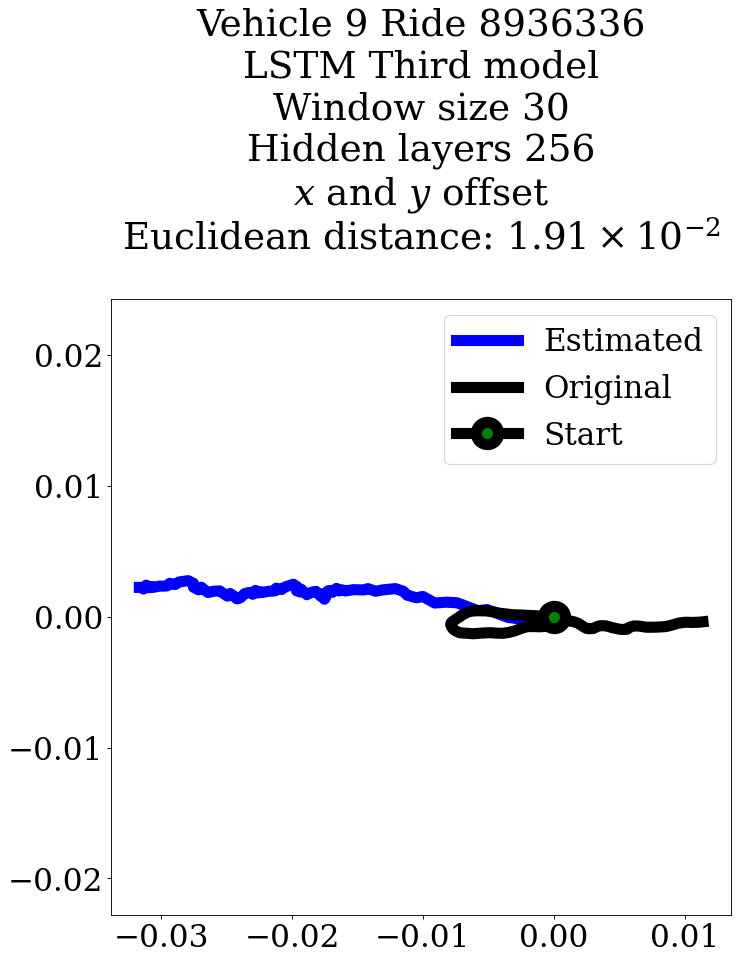 Vehicle 9 Ride 8936336
LSTM Third model
Window size 30
Hidden layers 256
x and y offset
Euclidean distance: 1.91 × 10⁻²
Estimated
Original
Start
0.02
0.01
0.00
−0.01
−0.02
−0.03 −0.02 −0.01 0.00 0.01